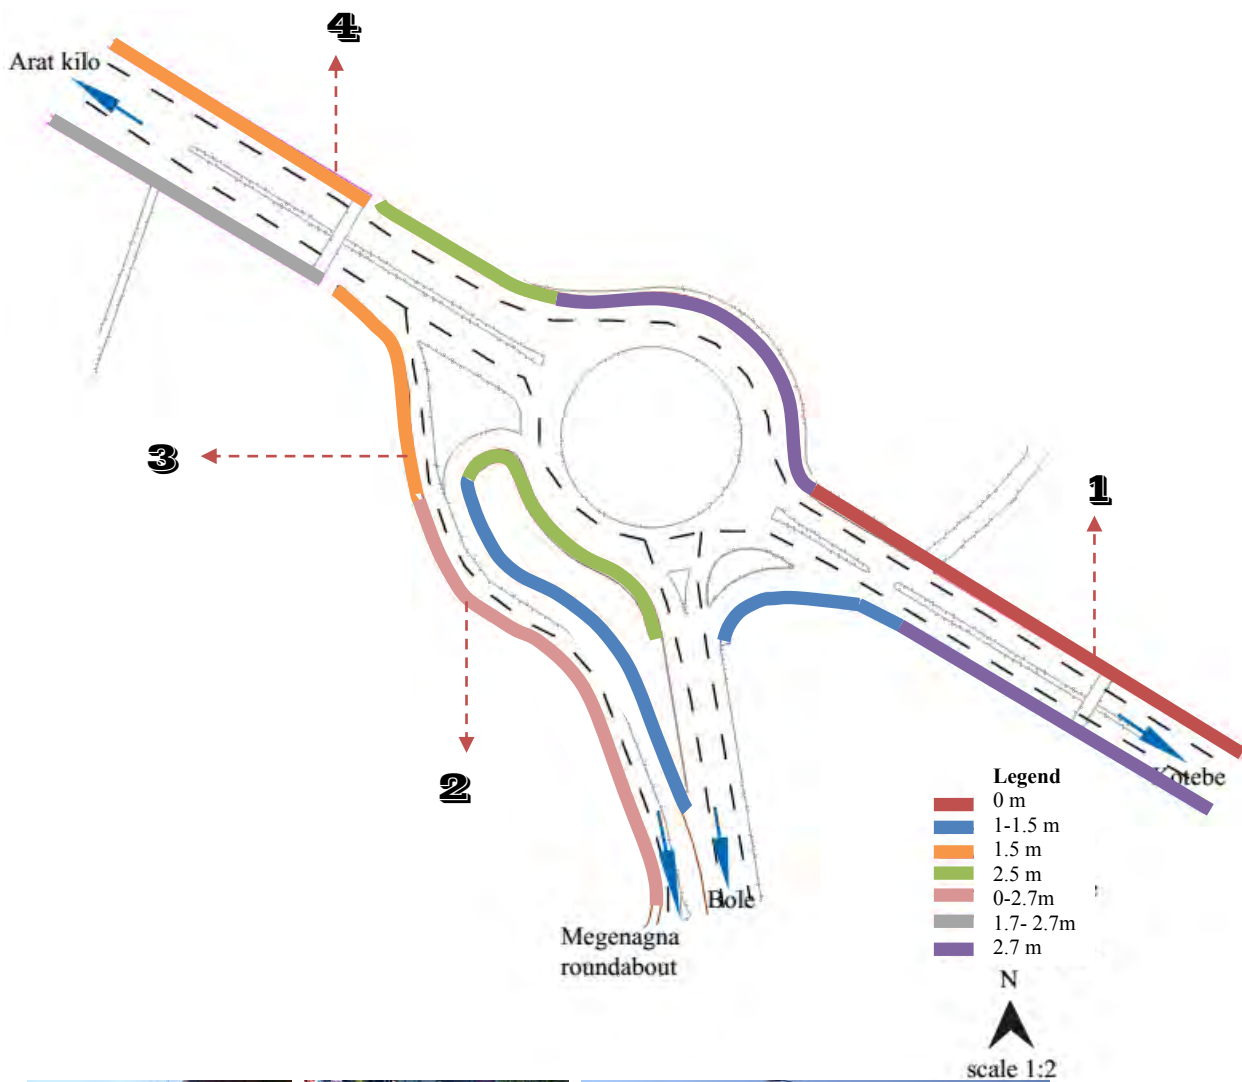 4
Arat kilo
3
1
2
Kotebe
Legend
0 m
1-1.5 m
1.5 m
2.5 m
0-2.7m
1.7- 2.7m
2.7 m
Bole
Megenagna
roundabout
N
scale 1:2